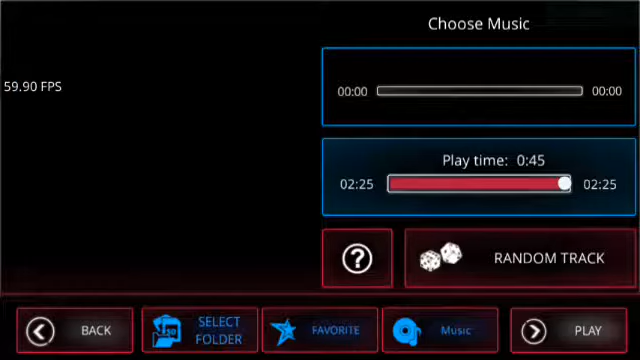 Choose Music
59.90 FPS
00:00 00:00
Play time: 0:45
02:25 02:25
? RANDOM TRACK
BACK SELECT FOLDER FAVORITE Music PLAY